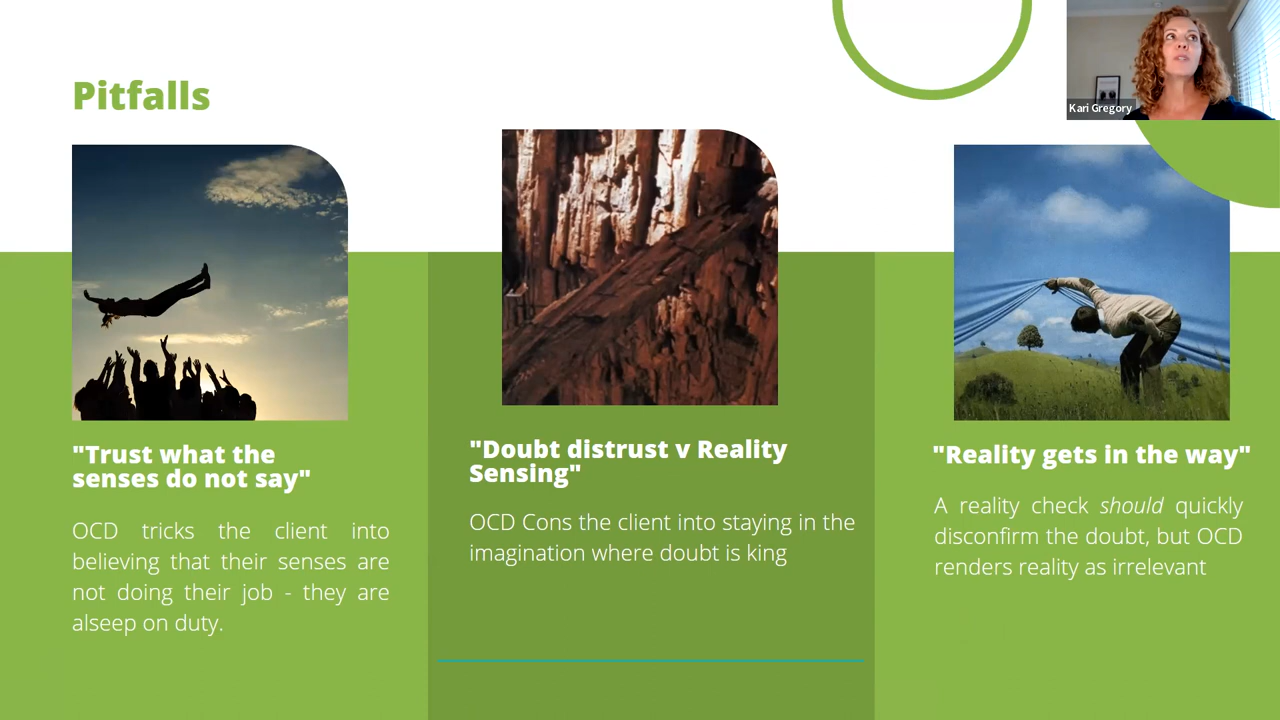 Pitfalls
Kari Gregory
"Trust what the
senses do not say"
OCD tricks the client into
believing that their senses are
not doing their job - they are
alseep on duty.
"Doubt distrust v Reality
Sensing"
OCD Cons the client into staying in the
imagination where doubt is king
"Reality gets in the way"
A reality check should quickly
disconfirm the doubt, but OCD
renders reality as irrelevant